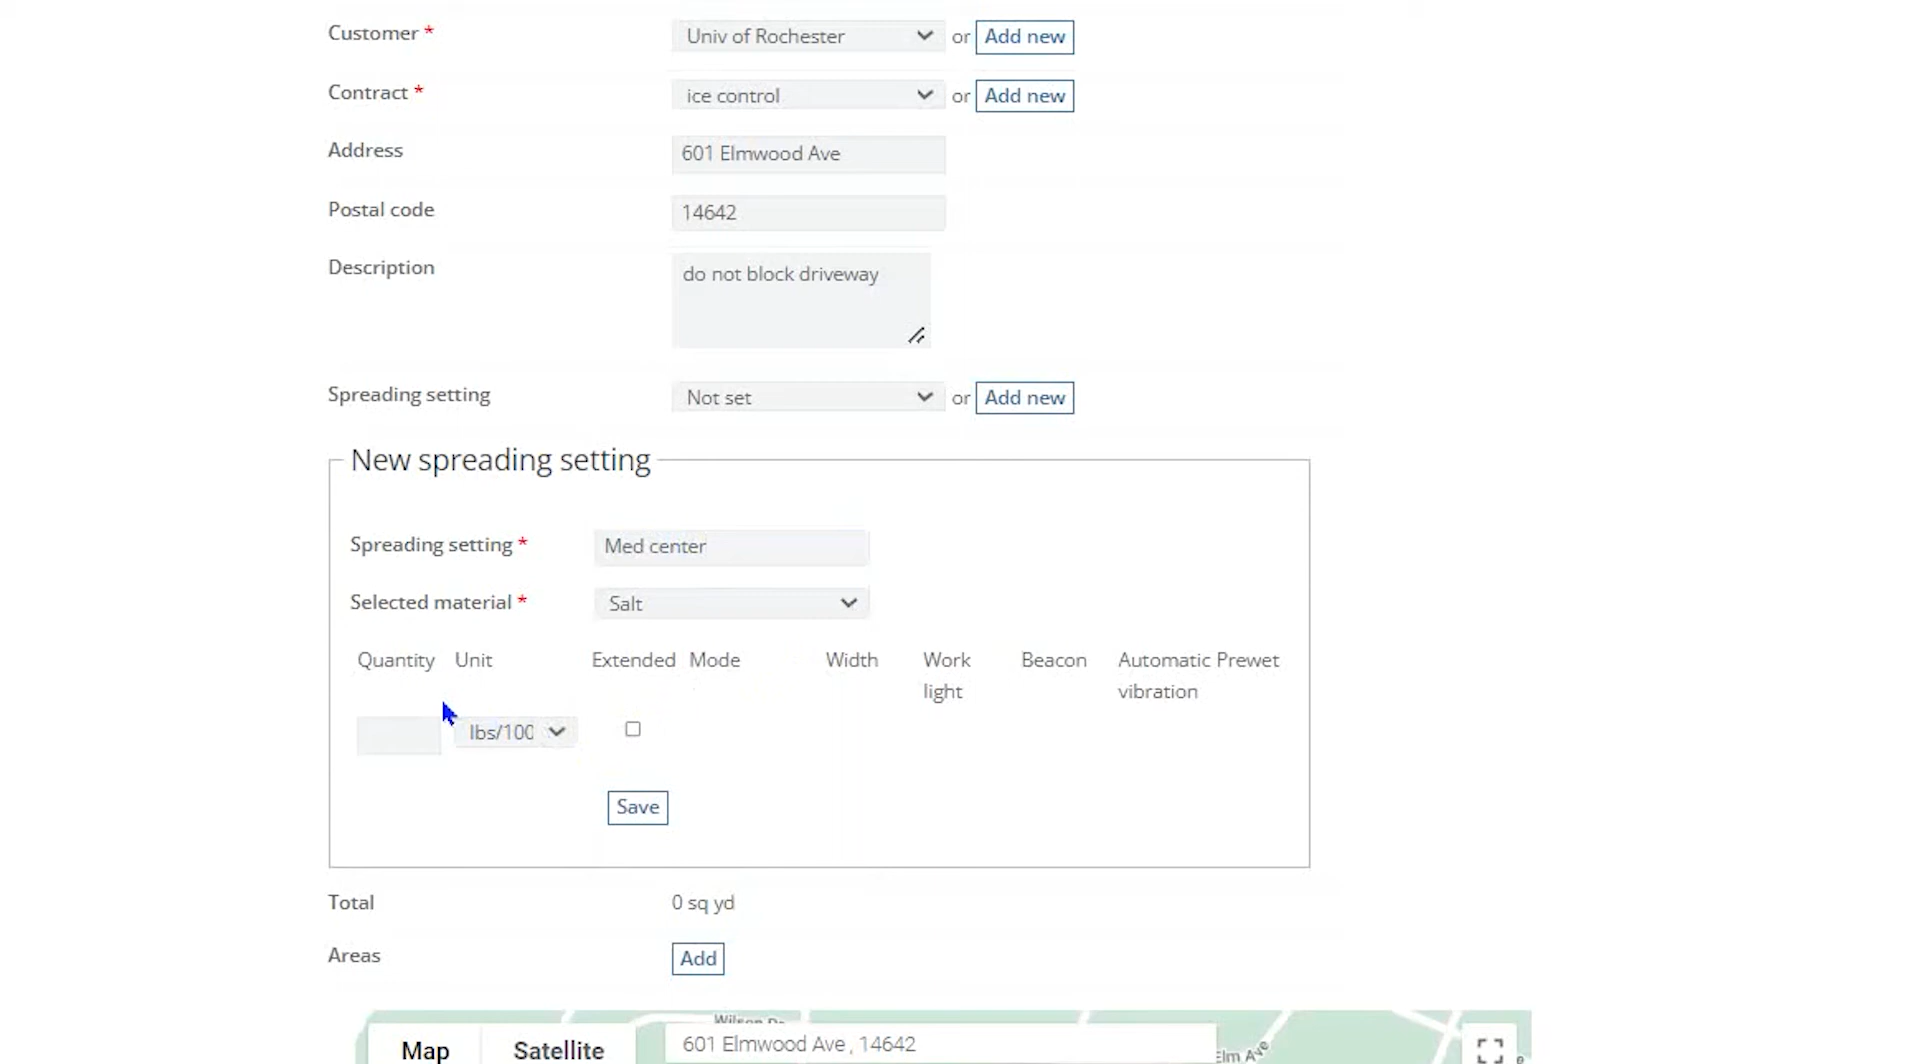 Customer *
Univ of Rochester
or Add new
Contract *
ice control
or Add new
Address
601 Elmwood Ave
Postal code
14642
Description
do not block driveway
Spreading setting
Not set
or Add new
New spreading setting
Spreading setting *
Med center
Selected material *
Salt
Quantity Unit Extended Mode Width Work light Beacon Automatic vibration Prewet
lbs/100
Save
Total
0 sq yd
Areas
Add
Map Satellite
601 Elmwood Ave , 14642
Elm Ave